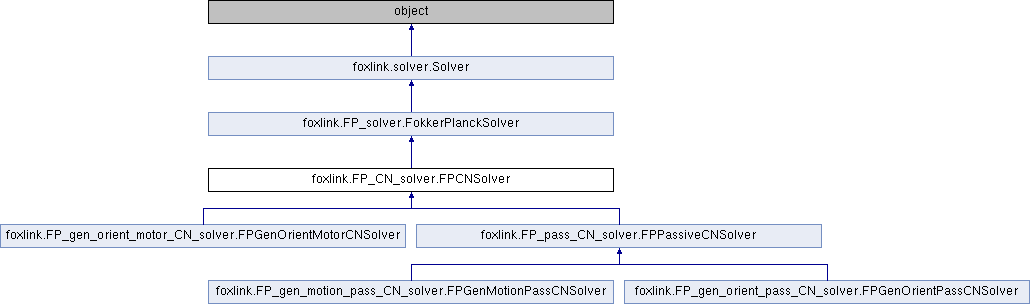 object
foxlink.solver.Solver
foxlink.FP_solver.FokkerPlanckSolver
foxlink.FP_CN_solver.FPCNSolver
foxlink.FP_gen_orient_motor_CN_solver.FPGenOrientMotorCNSolver
foxlink.FP_pass_CN_solver.FPPassiveCNSolver
foxlink.FP_gen_motion_pass_CN_solver.FPGenMotionPassCNSolver
foxlink.FP_gen_orient_pass_CN_solver.FPGenOrientPassCNSolver